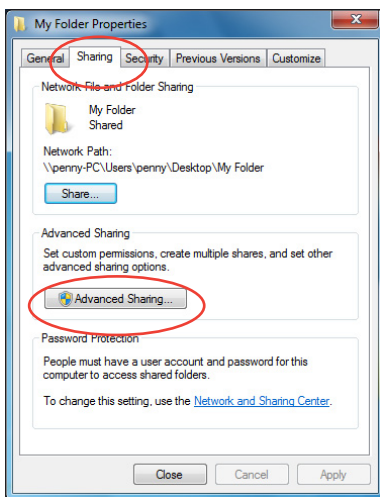 My Folder Properties
General Sharing Security Previous Versions Customize
Network File and Folder Sharing
My Folder
Shared
Network Path:
\\penny-PC\Users\penny\Desktop\My Folder
Share...
Advanced Sharing
Set custom permissions, create multiple shares, and set other
advanced sharing options.
Advanced Sharing...
Password Protection
People must have a user account and password for this
computer to access shared folders.
To change this setting, use the Network and Sharing Center.
Close Cancel Apply